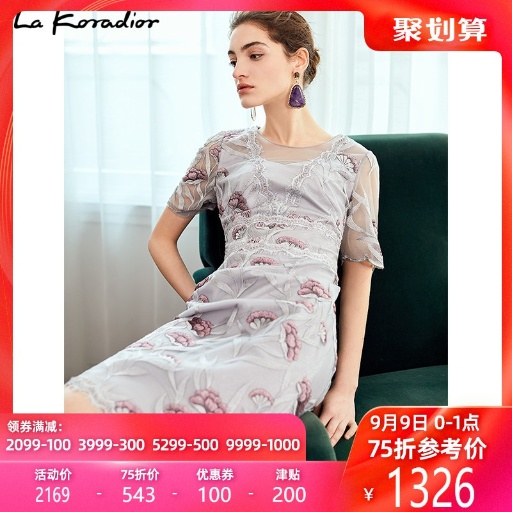 La Koradior
聚划算
领券满减:
2099-100 3999-300 5299-500 9999-1000
活动价 75折价 优惠券 津贴
2169 - 543 - 100 - 200
9月9日 0-1点
75折参考价
¥ 1326